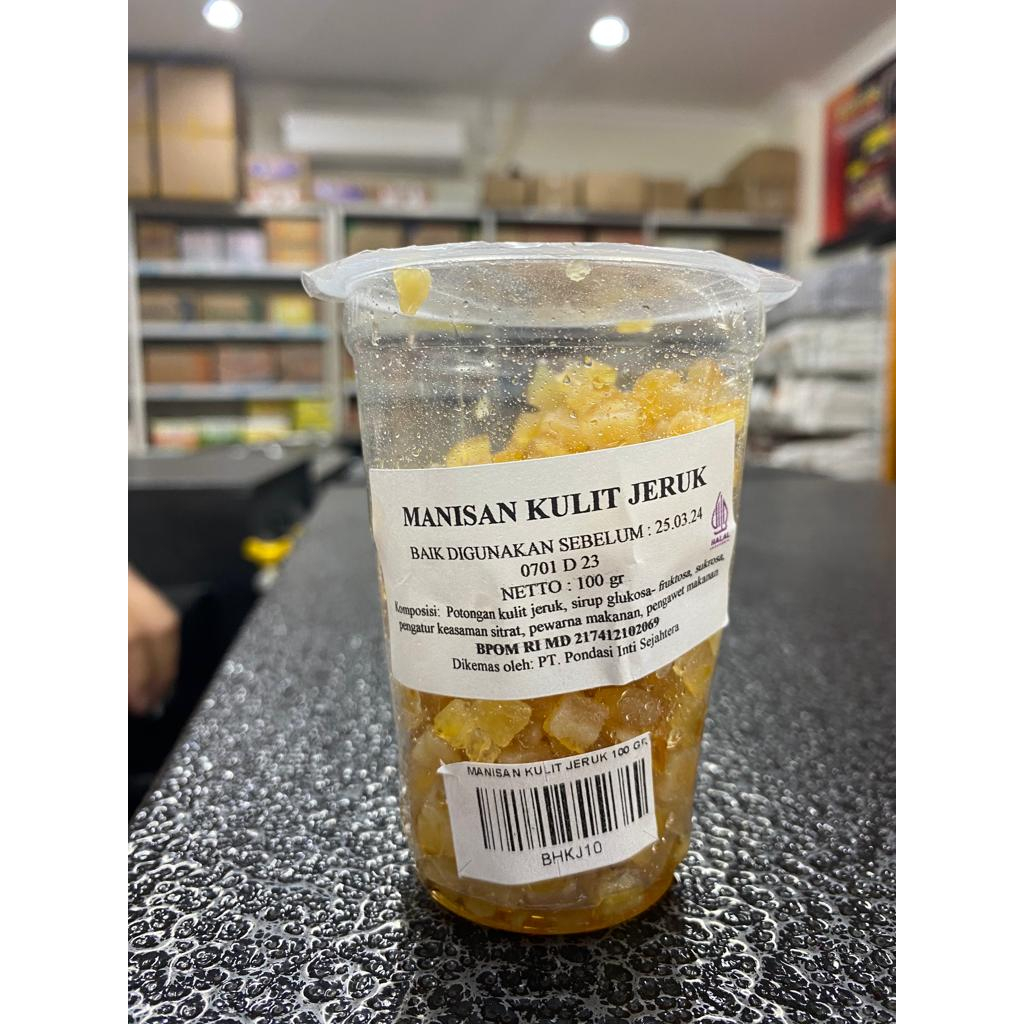 MANISAN KULIT JERUK
BAIK DIGUNAKAN SEBELUM : 25.03.24
0701 D 23
NETTO : 100 gr
Komposisi: Potongan kulit jeruk, sirup glukosa- fruktosa, sukrosa,
pengatur keasaman sitrat, pewarna makanan, pengawet makanan
BPOM RI MD 217412102069
Dikemas oleh: PT. Pondasi Inti Sejahtera
HALAL
MANISAN KULIT JERUK 100 GR
BHKJ10